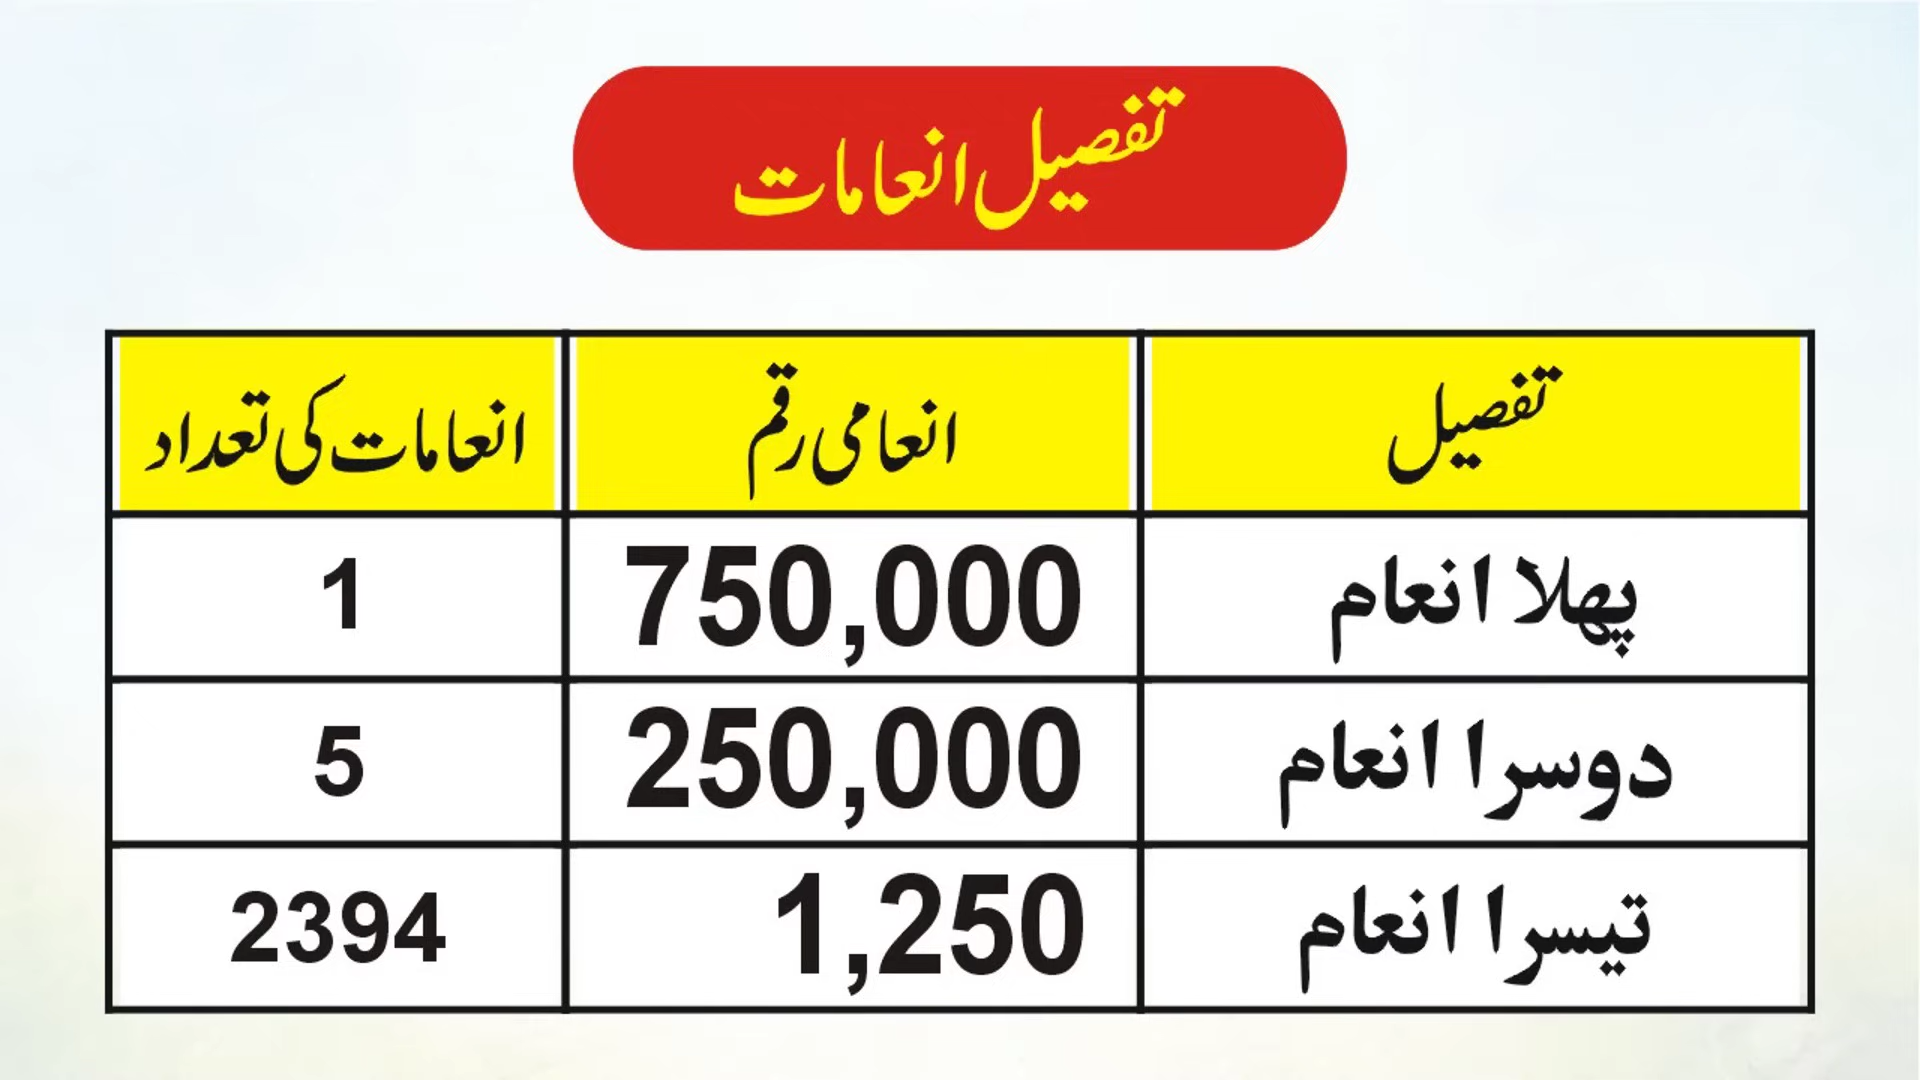 تفصیل انعامات
تفصیل انعامی رقم انعامات کی تعداد
پہلا انعام 750,000 1
دوسرا انعام 250,000 5
تیسرا انعام 1,250 2394